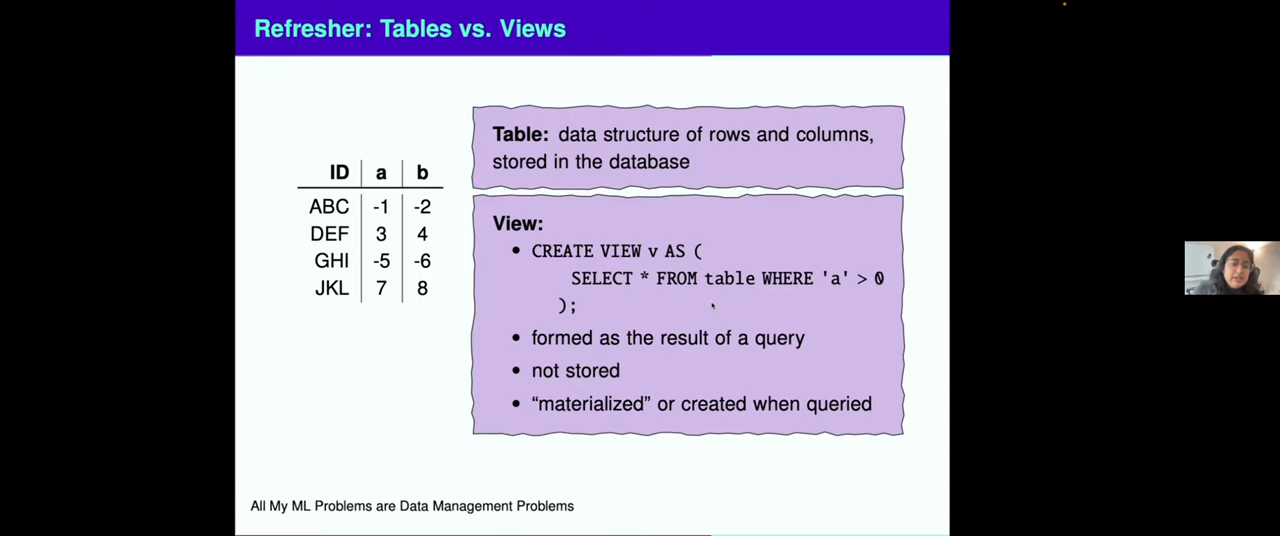 Refresher: Tables vs. Views
ID a b
ABC -1 -2
DEF 3 4
GHI -5 -6
JKL 7 8
Table: data structure of rows and columns,
stored in the database
View:
• CREATE VIEW v AS (
SELECT * FROM table WHERE 'a' > 0
);
• formed as the result of a query
• not stored
• “materialized” or created when queried
All My ML Problems are Data Management Problems